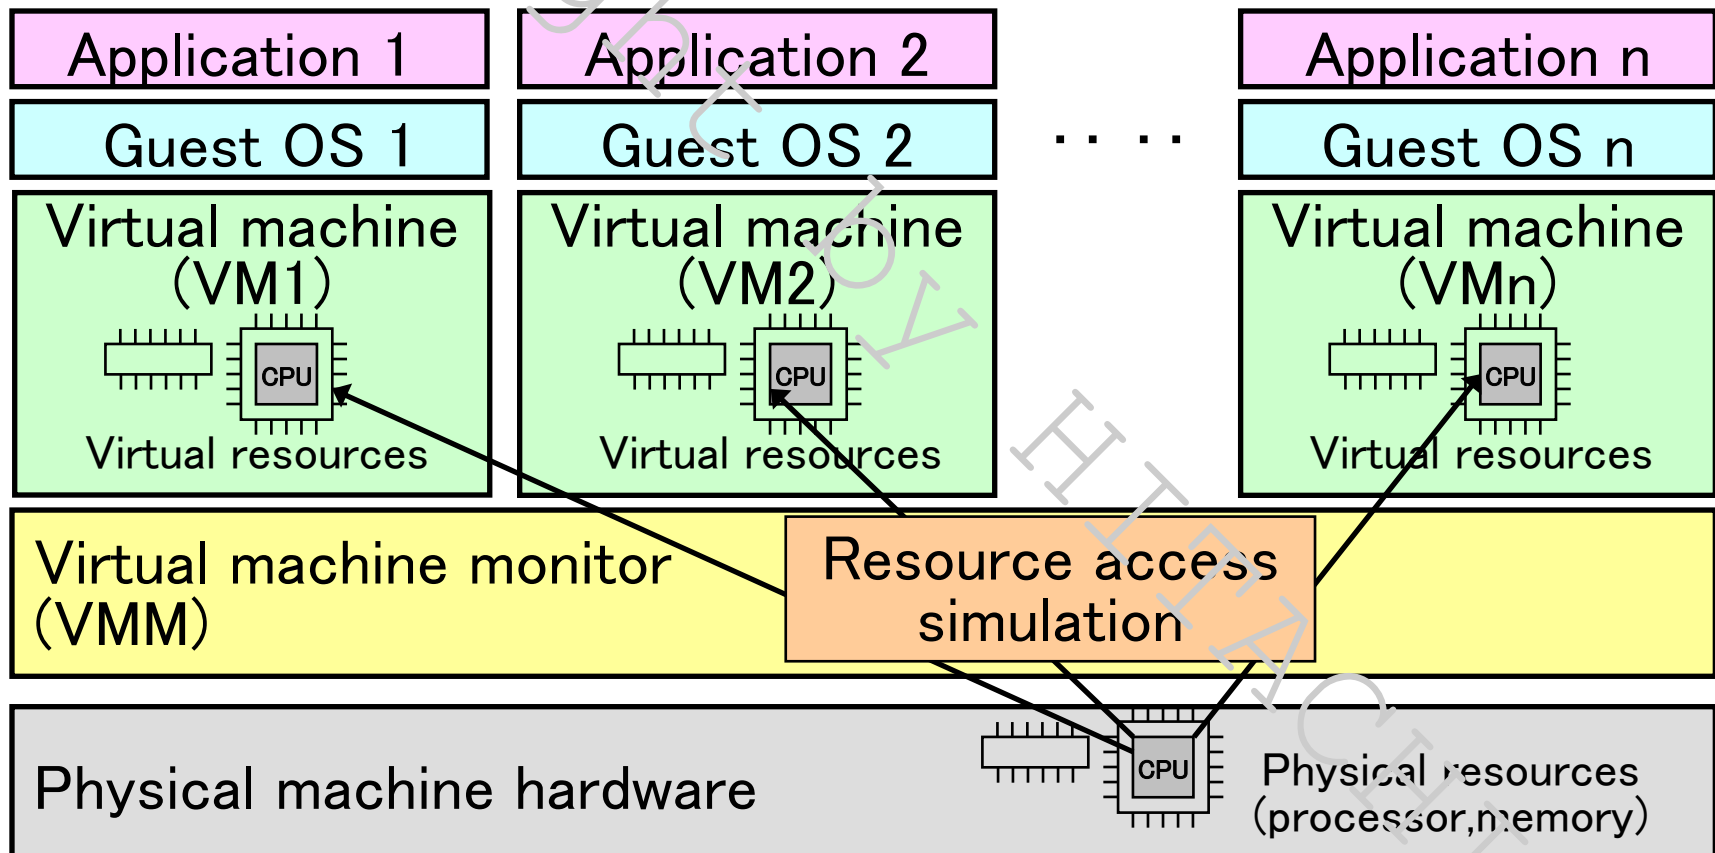 Application 1
Application 2
Application n
Guest OS 1
Guest OS 2
. . . .
Guest OS n
Virtual machine
(VM1)
Virtual machine
(VM2)
Virtual machine
(VMn)
CPU
CPU
CPU
Virtual resources
Virtual resources
Virtual resources
Virtual machine monitor
(VMM)
Resource access
simulation
Physical machine hardware
CPU
Physical resources
(processor,memory)
by HITACHI